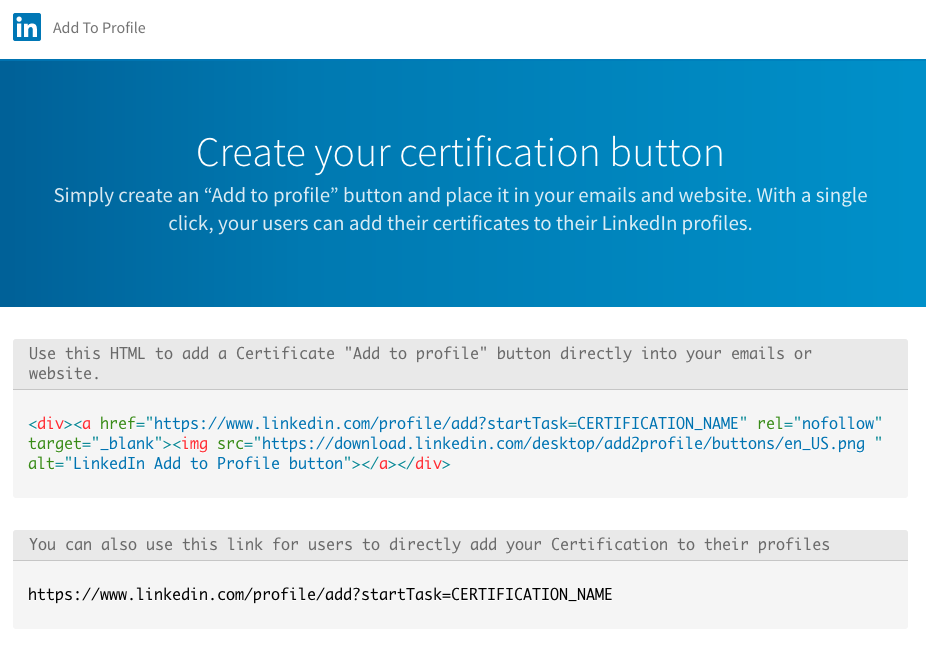 in Add To Profile
Create your certification button
Simply create an “Add to profile” button and place it in your emails and website. With a single
click, your users can add their certificates to their LinkedIn profiles.
Use this HTML to add a Certificate "Add to profile" button directly into your emails or
website.
<div><a href="https://www.linkedin.com/profile/add?startTask=CERTIFICATION_NAME" rel="nofollow"
target="_blank"><img src="https://download.linkedin.com/desktop/add2profile/buttons/en_US.png "
alt="LinkedIn Add to Profile button"></a></div>
You can also use this link for users to directly add your Certification to their profiles
https://www.linkedin.com/profile/add?startTask=CERTIFICATION_NAME